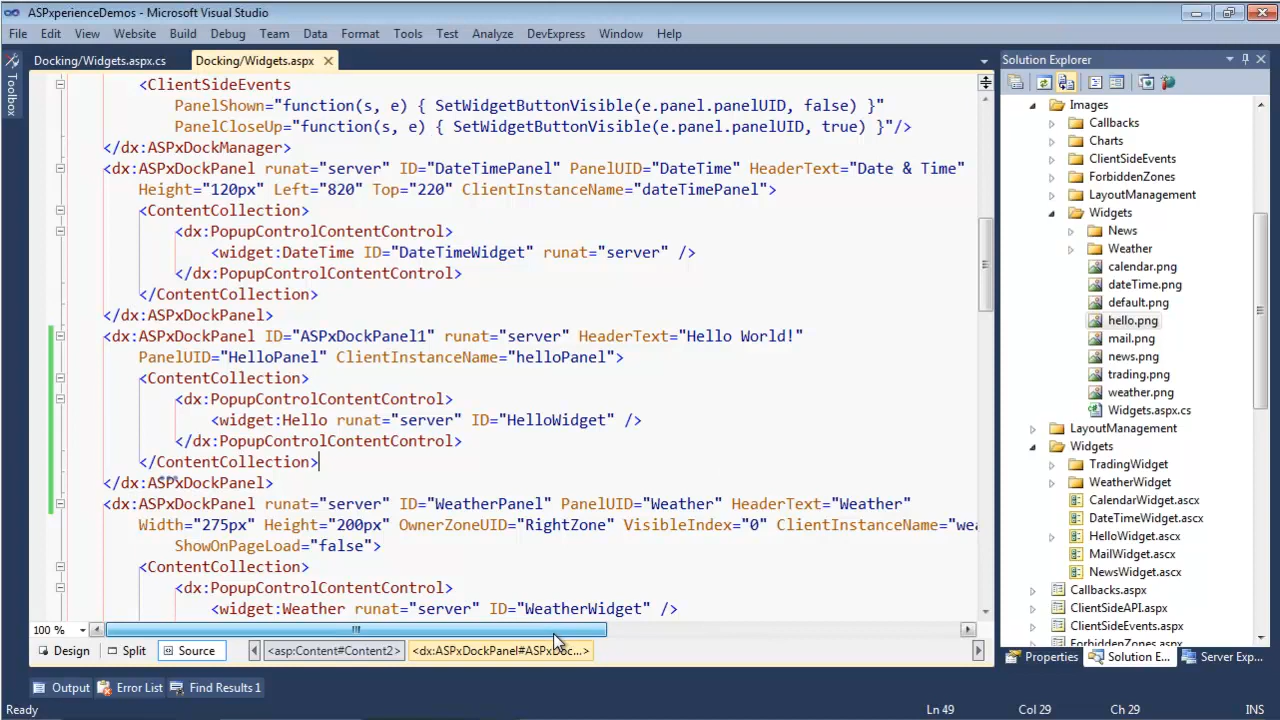 ASPxperienceDemos - Microsoft Visual Studio
File Edit View Website Build Debug Team Data Format Tools Test Analyze DevExpress Window Help
Toolbox
Docking/Widgets.aspx.cs Docking/Widgets.aspx
<ClientSideEvents
PanelShown="function(s, e) { SetWidgetButtonVisible(e.panel.panelUID, false) }"
PanelCloseUp="function(s, e) { SetWidgetButtonVisible(e.panel.panelUID, true) }"/>
</dx:ASPxDockManager>
<dx:ASPxDockPanel runat="server" ID="DateTimePanel" PanelUID="DateTime" HeaderText="Date & Time"
Height="120px" Left="820" Top="220" ClientInstanceName="dateTimePanel">
<ContentCollection>
<dx:PopupControlContentControl>
<widget:DateTime ID="DateTimeWidget" runat="server" />
</dx:PopupControlContentControl>
</ContentCollection>
</dx:ASPxDockPanel>
<dx:ASPxDockPanel ID="ASPxDockPanel1" runat="server" HeaderText="Hello World!"
PanelUID="HelloPanel" ClientInstanceName="helloPanel">
<ContentCollection>
<dx:PopupControlContentControl>
<widget:Hello runat="server" ID="HelloWidget" />
</dx:PopupControlContentControl>
</ContentCollection>
</dx:ASPxDockPanel>
<dx:ASPxDockPanel runat="server" ID="WeatherPanel" PanelUID="Weather" HeaderText="Weather"
Width="275px" Height="200px" OwnerZoneUID="RightZone" VisibleIndex="0" ClientInstanceName="wea
ShowOnPageLoad="false">
<ContentCollection>
<dx:PopupControlContentControl>
<widget:Weather runat="server" ID="WeatherWidget" />
100 %
Design Split Source <asp:Content#Content2> <dx:ASPxDockPanel#ASPxDoc...>
Solution Explorer
Images
Callbacks
Charts
ClientSideEvents
ForbiddenZones
LayoutManagement
Widgets
News
Weather
calendar.png
dateTime.png
default.png
hello.png
mail.png
news.png
trading.png
weather.png
Widgets.aspx.cs
LayoutManagement
Widgets
TradingWidget
WeatherWidget
CalendarWidget.ascx
DateTimeWidget.ascx
HelloWidget.ascx
MailWidget.ascx
NewsWidget.ascx
Callbacks.aspx
ClientSideAPI.aspx
ClientSideEvents.aspx
ForbiddenZones.aspx
Properties Solution E... Server Exp...
Output Error List Find Results 1
Ready Ln 49 Col 29 Ch 29 INS